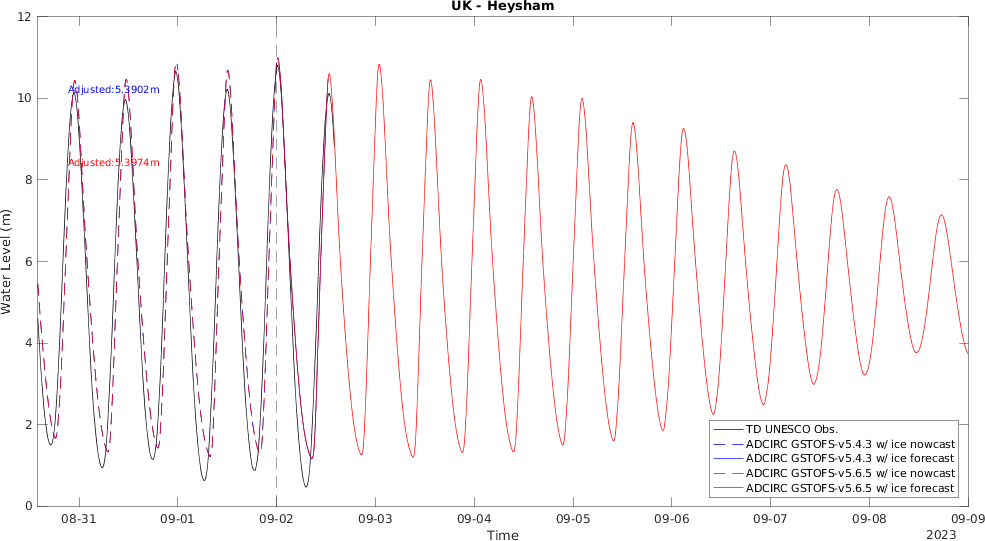 UK - Heysham
12
10
8
6
4
2
0
Water Level (m)
Adjusted:5.3902m
Adjusted:5.3974m
TD UNESCO Obs.
ADCIRC GSTOFS-v5.4.3 w/ ice nowcast
ADCIRC GSTOFS-v5.4.3 w/ ice forecast
ADCIRC GSTOFS-v5.6.5 w/ ice nowcast
ADCIRC GSTOFS-v5.6.5 w/ ice forecast
08-31 09-01 09-02 09-03 09-04 09-05 09-06 09-07 09-08 09-09
Time
2023